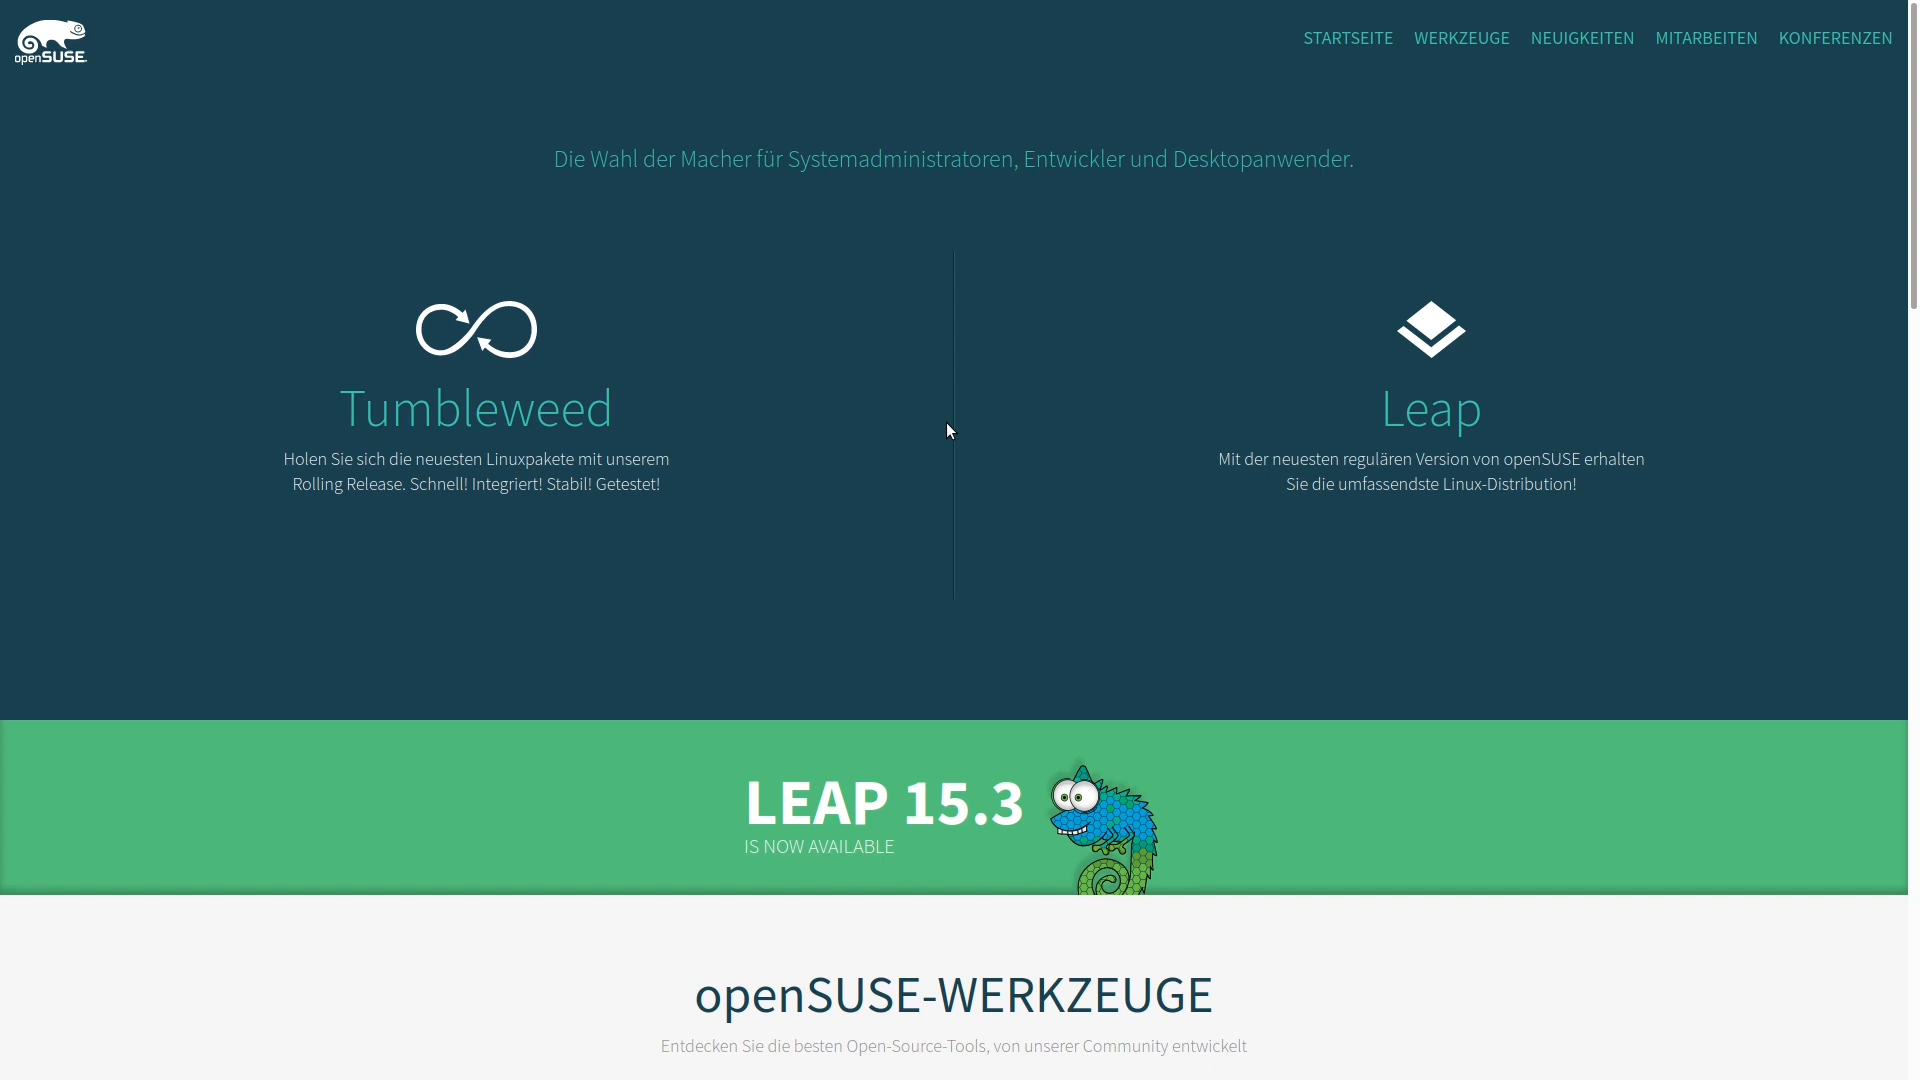 openSUSE
STARTSEITE WERKZEUGE NEUIGKEITEN MITARBEITEN KONFERENZEN
Die Wahl der Macher für Systemadministratoren, Entwickler und Desktopanwender.
Tumbleweed
Holen Sie sich die neuesten Linuxpakete mit unserem
Rolling Release. Schnell! Integriert! Stabil! Getestet!
Leap
Mit der neuesten regulären Version von openSUSE erhalten
Sie die umfassendste Linux-Distribution!
LEAP 15.3
IS NOW AVAILABLE
openSUSE-WERKZEUGE
Entdecken Sie die besten Open-Source-Tools, von unserer Community entwickelt